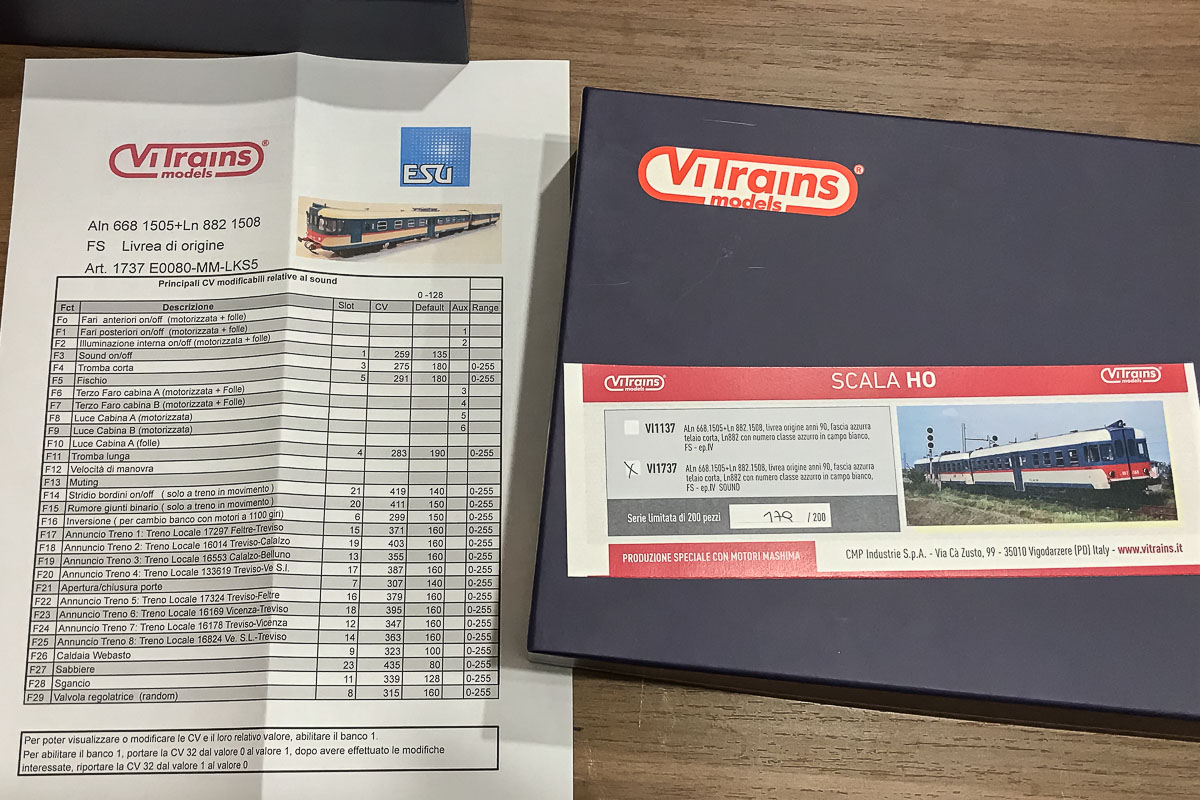 ViTrains®
models
ESU
Aln 668 1505+Ln 882 1508
FS Livrea di origine
Art. 1737 E0080-MM-LKS5
Principali CV modificabili relative al sound
0 -128
Fct Descrizione Slot CV Default Aux Range
Fo Fari anteriori on/off (motorizzata + folle)
F1 Fari posteriori on/off (motorizzata + folle) 1
F2 Illuminazione interna on/off (motorizzata + folle) 2
F3 Sound on/off 1 259 135
F4 Tromba corta 3 275 180 0-255
F5 Fischio 5 291 180 0-255
F6 Terzo Faro cabina A (motorizzata + Folle) 3
F7 Terzo Faro cabina B (motorizzata + Folle) 4
F8 Luce Cabina A (motorizzata) 5
F9 Luce Cabina B (motorizzata) 6
F10 Luce Cabina A (folle)
F11 Tromba lunga 4 283 190 0-255
F12 Velocità di manovra
F13 Muting
F14 Stridio bordini on/off ( solo a treno in movimento ) 21 419 140 0-255
F15 Rumore giunti binario ( solo a treno in movimento ) 20 411 150 0-255
F16 Inversione ( per cambio banco con motori a 1100 giri) 6 299 150 0-255
F17 Annuncio Treno 1: Treno Locale 17297 Feltre-Treviso 15 371 160 0-255
F18 Annuncio Treno 2: Treno Locale 16014 Treviso-Calalzo 19 403 160 0-255
F19 Annuncio Treno 3: Treno Locale 16553 Calalzo-Belluno 13 355 160 0-255
F20 Annuncio Treno 4: Treno Locale 133619 Treviso-Ve S.l. 17 387 160 0-255
F21 Apertura/chiusura porte 7 307 140 0-255
F22 Annuncio Treno 5: Treno Locale 17324 Treviso-Feltre 16 379 160 0-255
F23 Annuncio Treno 6: Treno Locale 16169 Vicenza-Treviso 18 395 160 0-255
F24 Annuncio Treno 7: Treno Locale 16178 Treviso-Vicenza 12 347 160 0-255
F25 Annuncio Treno 8: Treno Locale 16824 Ve. S.L.-Treviso 14 363 160 0-255
F26 Caldaia Webasto 9 323 100 0-255
F27 Sabbiere 23 435 80 0-255
F28 Sgancio 11 339 128 0-255
F29 Valvola regolatrice (random) 8 315 160 0-255
Per poter visualizzare o modificare le CV e il loro relativo valore, abilitare il banco 1.
Per abilitare il banco 1, portare la CV 32 dal valore 0 al valore 1, dopo avere effettuato le modifiche
interessate, riportare la CV 32 dal valore 1 al valore 0
ViTrains®
models
ViTrains
models
SCALA HO
ViTrains
models
VI1137 ALn 668.1505+Ln 882.1508, livrea origine anni 90, fascia azzurra
telaio corta, Ln882 con numero classe azzurro in campo bianco,
FS - ep.IV
X VI1737 ALn 668.1505+Ln 882.1508, livrea origine anni 90, fascia azzurra
telaio corta, Ln882 con numero classe azzurro in campo bianco,
FS - ep.IV SOUND
Serie limitata di 200 pezzi 178 / 200
PRODUZIONE SPECIALE CON MOTORI MASHIMA
CMP Industrie S.p.A. - Via Cà Zusto, 99 - 35010 Vigodarzere (PD) Italy - www.vitrains.it